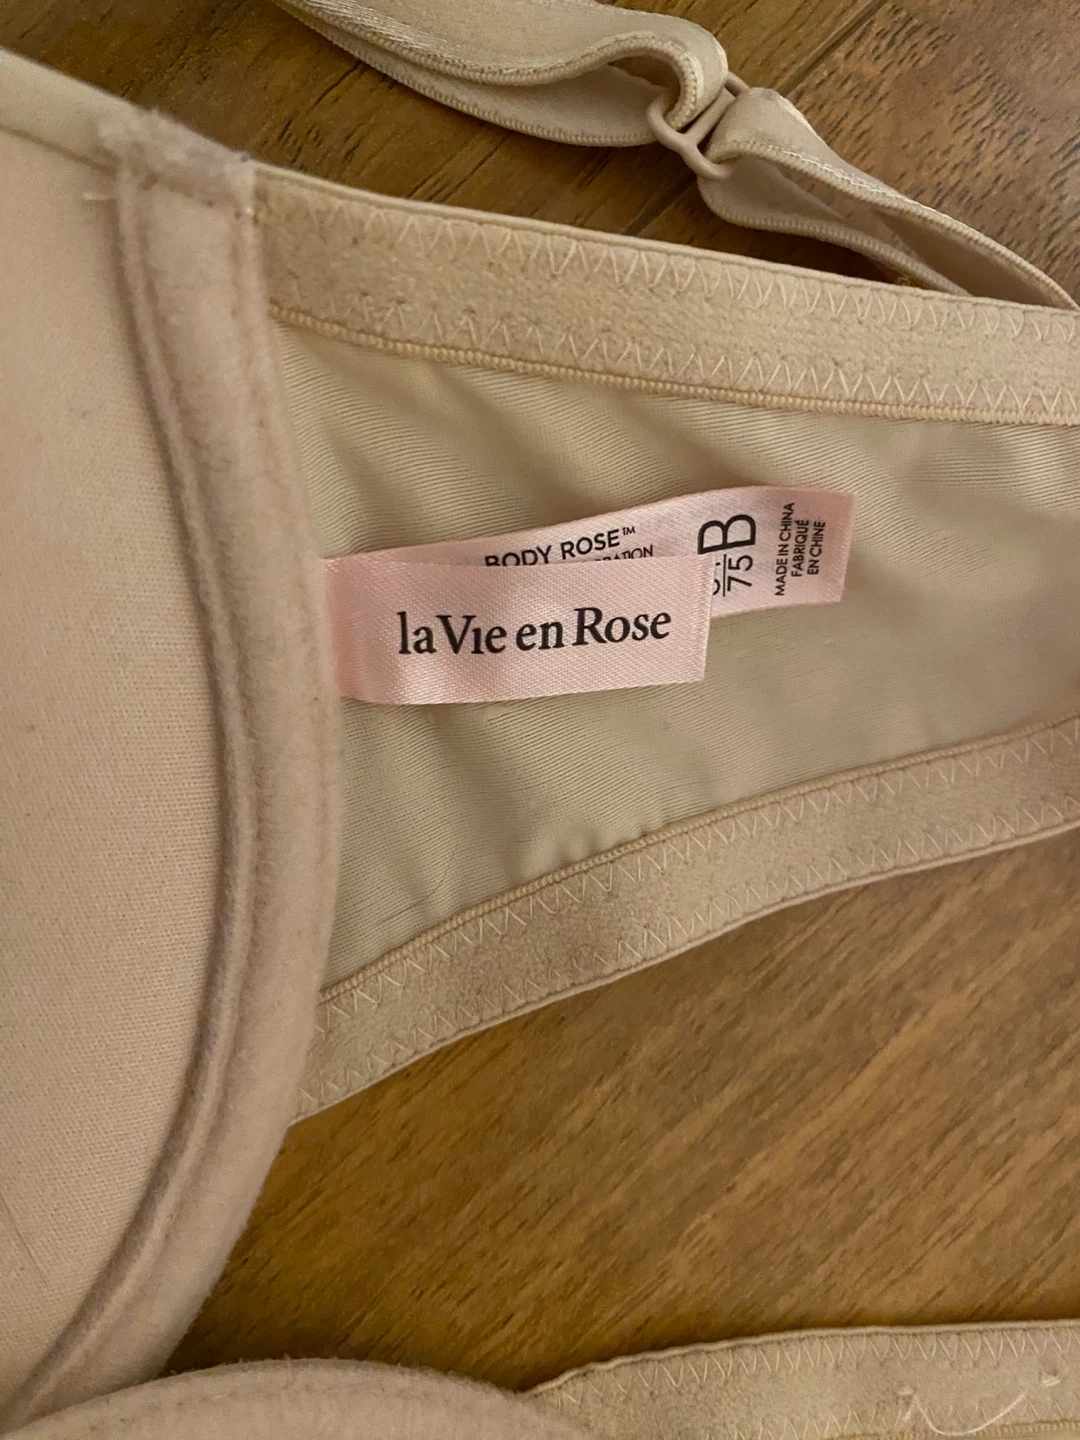 BODY ROSE™
la Vie en Rose
B
75
MADE IN CHINA
FABRIQUÉ
EN CHINE